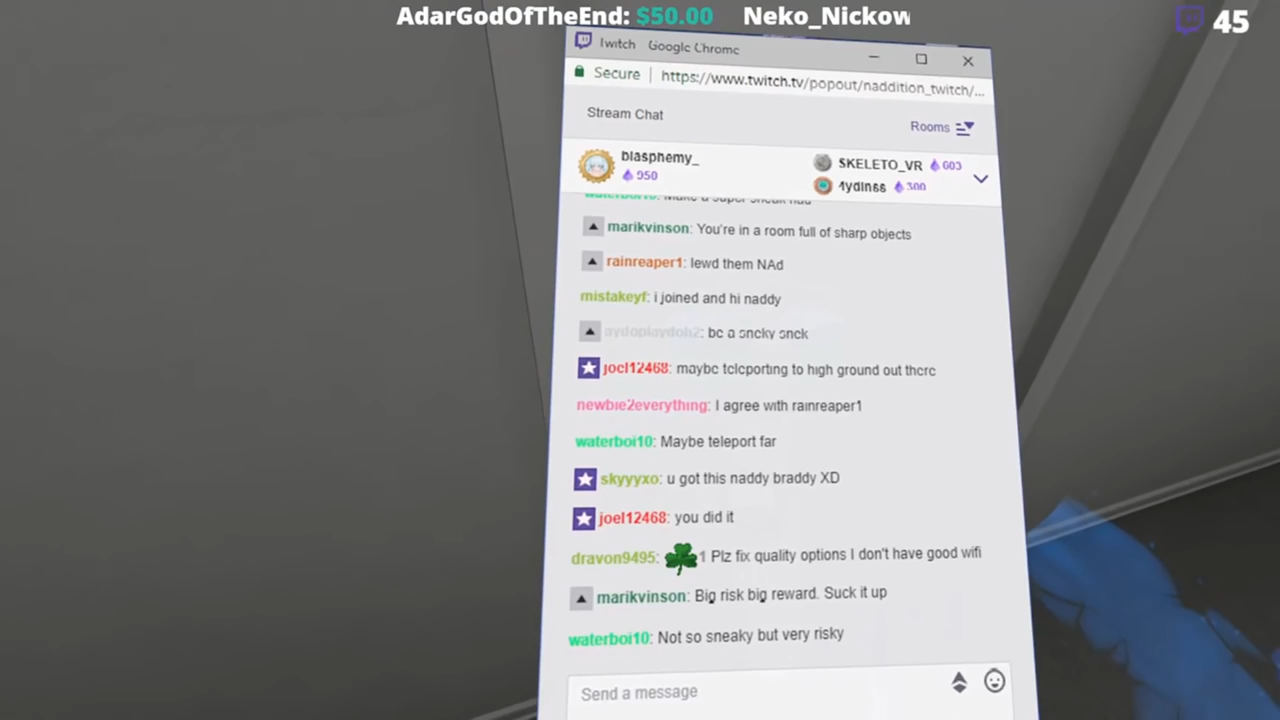 AdarGodOfTheEnd: $50.00 Neko_Nickow
45
Twitch Google Chrome
Secure https://www.twitch.tv/popout/naddition_twitch/...
Stream Chat
Rooms
blasphemy_
950
SKELETO_VR 603
300
marikvinson: You're in a room full of sharp objects
rainreaper1: lewd them NAd
mistakeyf: i joined and hi naddy
be a sneky snek
joel12468: maybe teleporting to high ground out there
newbie2everything: I agree with rainreaper1
waterboi10: Maybe teleport far
skyyyxo: u got this naddy braddy XD
joel12468: you did it
dravon9495: 1 Plz fix quality options I don't have good wifi
marikvinson: Big risk big reward. Suck it up
waterboi10: Not so sneaky but very risky
Send a message